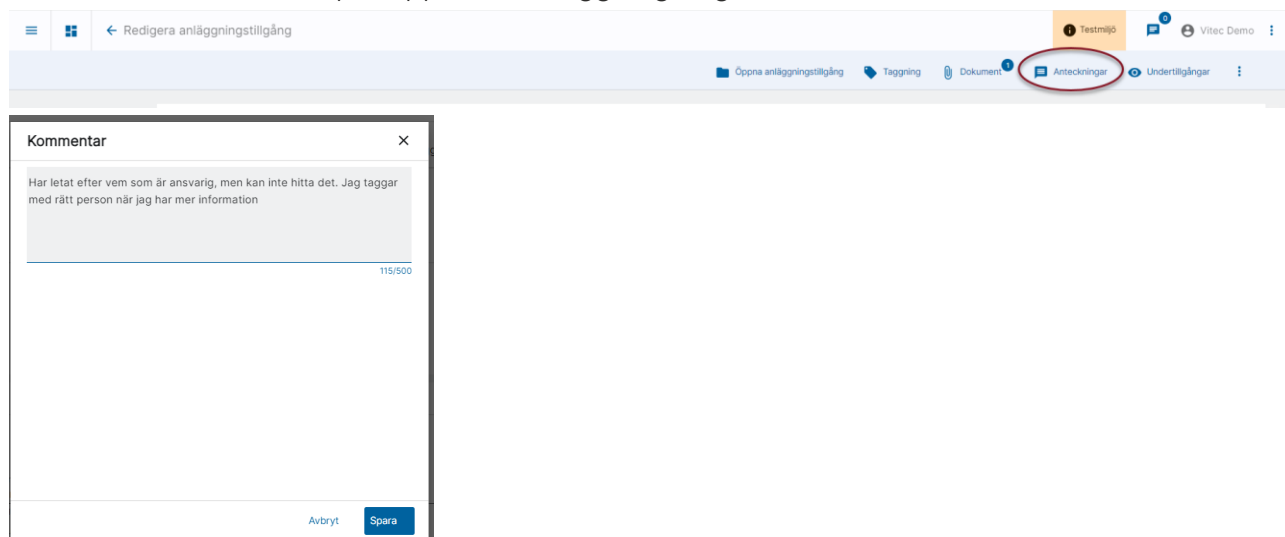 Redigera anläggningstillgång
Testmiljö
0
Vitec Demo
Öppna anläggningstillgång
Taggning
Dokument
1
Anteckningar
Undertillgångar
Kommentar
Har letat efter vem som är ansvarig, men kan inte hitta det. Jag taggar
med rätt person när jag har mer information
115/500
Avbryt
Spara